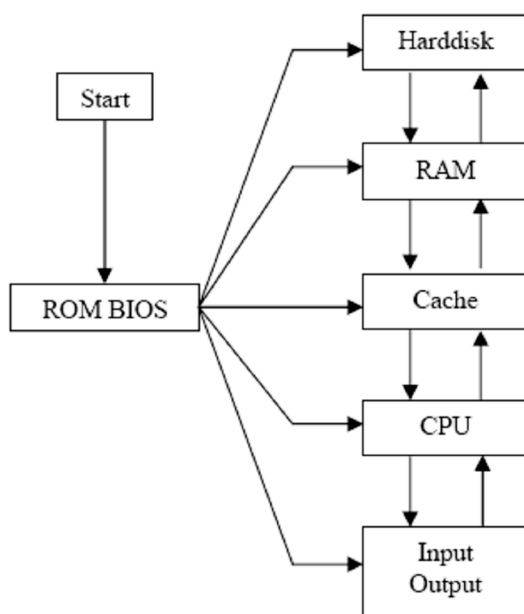 Harddisk
Start
RAM
ROM BIOS
Cache
CPU
Input
Output